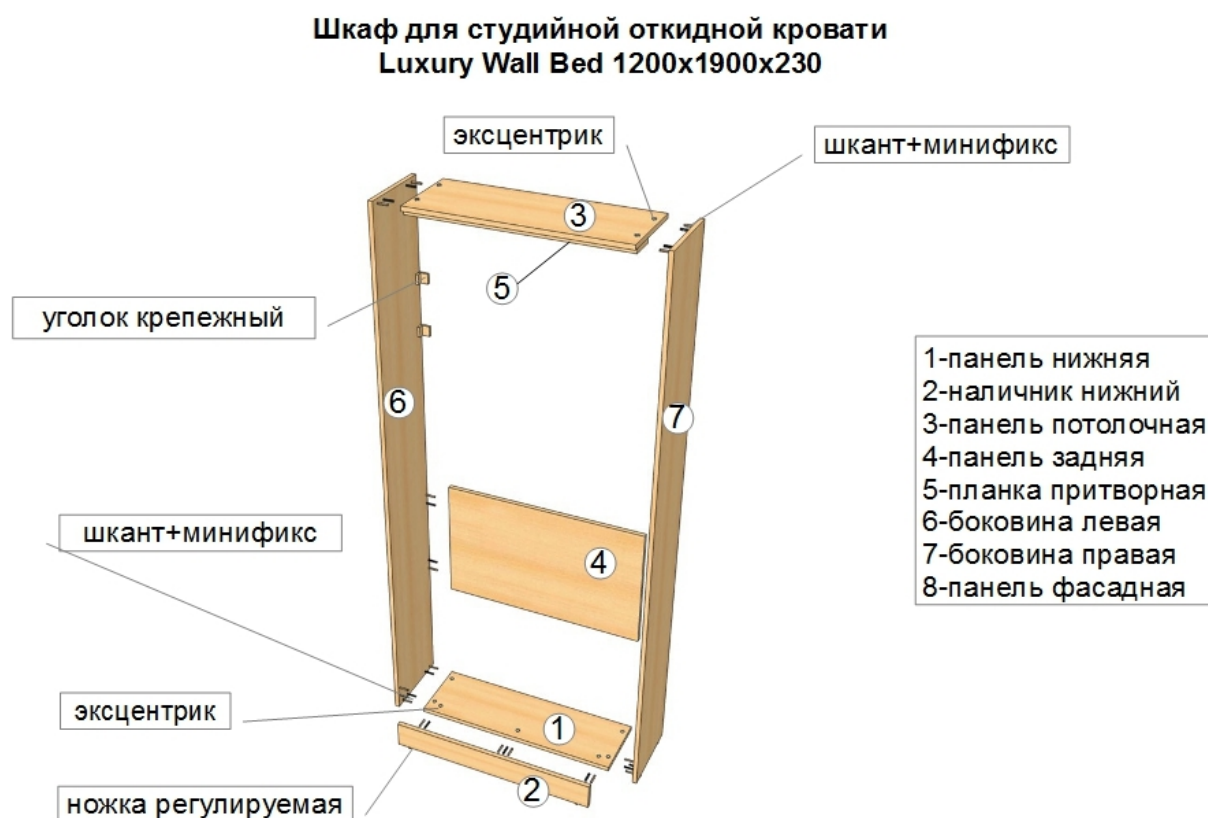 Шкаф для студийной откидной кровати
Luxury Wall Bed 1200x1900x230
эксцентрик
шкант+минификс
3
5
уголок крепежный
6
7
1-панель нижняя
2-наличник нижний
3-панель потолочная
4-панель задняя
5-планка притворная
6-боковина левая
7-боковина правая
8-панель фасадная
шкант+минификс
4
эксцентрик
1
2
ножка регулируемая